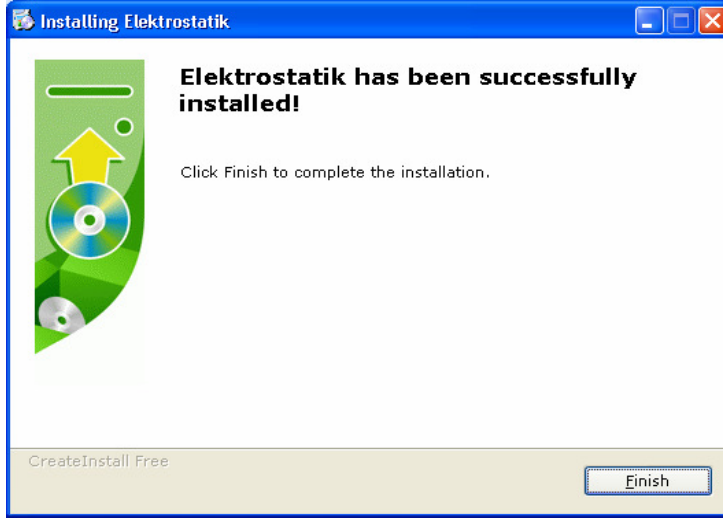 Installing Elektrostatik
Elektrostatik has been successfully
installed!
Click Finish to complete the installation.
CreateInstall Free
Finish